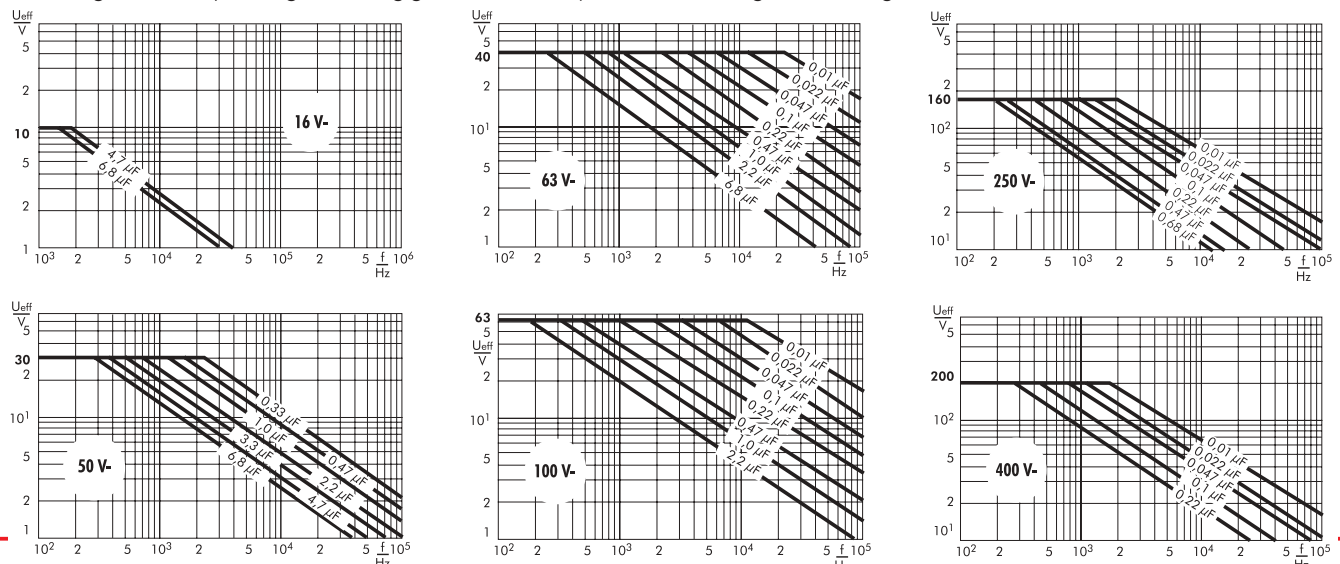 Ueff
V
5
2
10
5
2
1
16 V-
4,7 µF
6,8 µF
10³ 2 5 10⁴ 2 5 10⁵ 2 5 f 10⁶
Hz
Ueff
V
5
40
2
10¹
5
2
1
63 V-
0,01 µF
0,022 µF
0,047 µF
0,1 µF
0,22 µF
0,47 µF
1,0 µF
2,2 µF
6,8 µF
10² 2 5 10³ 2 5 10⁴ 2 5 f 10⁵
Hz
Ueff
V
5
2
160
10²
5
2
10¹
250 V-
0,01 µF
0,022 µF
0,047 µF
0,1 µF
0,22 µF
0,47 µF
0,68 µF
10² 2 5 10³ 2 5 10⁴ 2 5 f 10⁵
Hz
Ueff
V
5
30
2
10¹
5
2
1
50 V-
0,33 µF
1,0 µF
3,3 µF
6,8 µF
0,47 µF
2,2 µF
4,7 µF
10² 2 5 10³ 2 5 10⁴ 2 5 f 10⁵
Hz
63
5
Ueff
V
2
10¹
5
2
1
100 V-
0,01 µF
0,022 µF
0,047 µF
0,1 µF
0,22 µF
0,47 µF
1,0 µF
2,2 µF
10² 2 5 10³ 2 5 10⁴ 2 5 f 10⁵
Ueff
V
5
200
10²
5
2
10¹
400 V-
0,01 µF
0,022 µF
0,047 µF
0,1 µF
0,22 µF
10² 2 5 10³ 2 5 10⁴ 2 5 f 10⁵
Hz